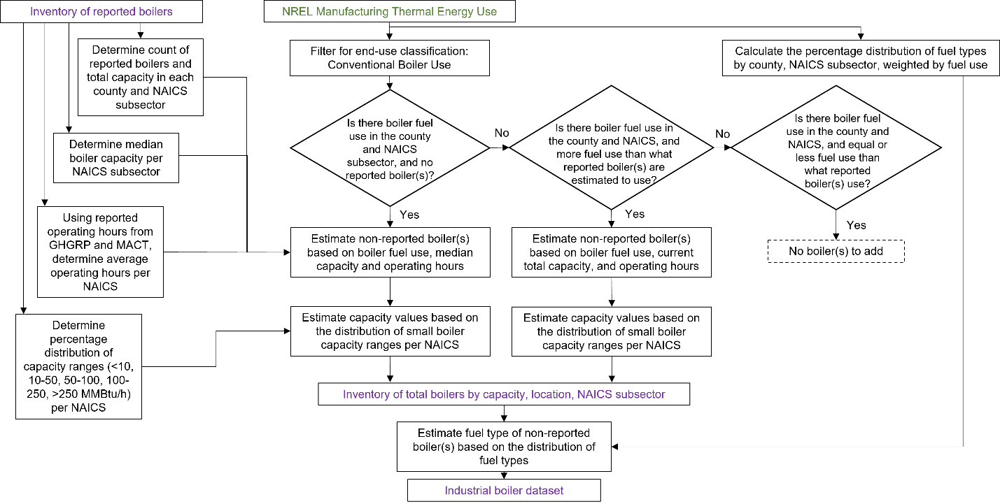 Inventory of reported boilers
NREL Manufacturing Thermal Energy Use
Determine count of
reported boilers and
total capacity in each
county and NAICS
subsector
Filter for end-use classification:
Conventional Boiler Use
Calculate the percentage distribution of fuel types
by county, NAICS subsector, weighted by fuel use
Determine median
boiler capacity per
NAICS subsector
Is there boiler fuel
use in the county
and NAICS
subsector, and no
reported boiler(s)?
No
Is there boiler fuel use in
the county and NAICS, and
more fuel use than what
reported boiler(s) are
estimated to use?
No
Is there boiler fuel
use in the county and
NAICS, and equal or
less fuel use than
what reported
boiler(s) use?
Yes
Yes
Yes
Using reported
operating hours from
GHGRP and MACT,
determine average
operating hours per
NAICS
Estimate non-reported boiler(s)
based on boiler fuel use, median
capacity and operating hours
Estimate non-reported boiler(s)
based on boiler fuel use, current
total capacity, and operating hours
No boiler(s) to add
Determine
percentage
distribution of
capacity ranges (<10,
10-50, 50-100, 100-
250, >250 MMBtu/h)
per NAICS
Estimate capacity values based on
the distribution of small boiler
capacity ranges per NAICS
Estimate capacity values based on
the distribution of small boiler
capacity ranges per NAICS
Inventory of total boilers by capacity, location, NAICS subsector
Estimate fuel type of non-reported
boiler(s) based on the distribution of
fuel types
Industrial boiler dataset